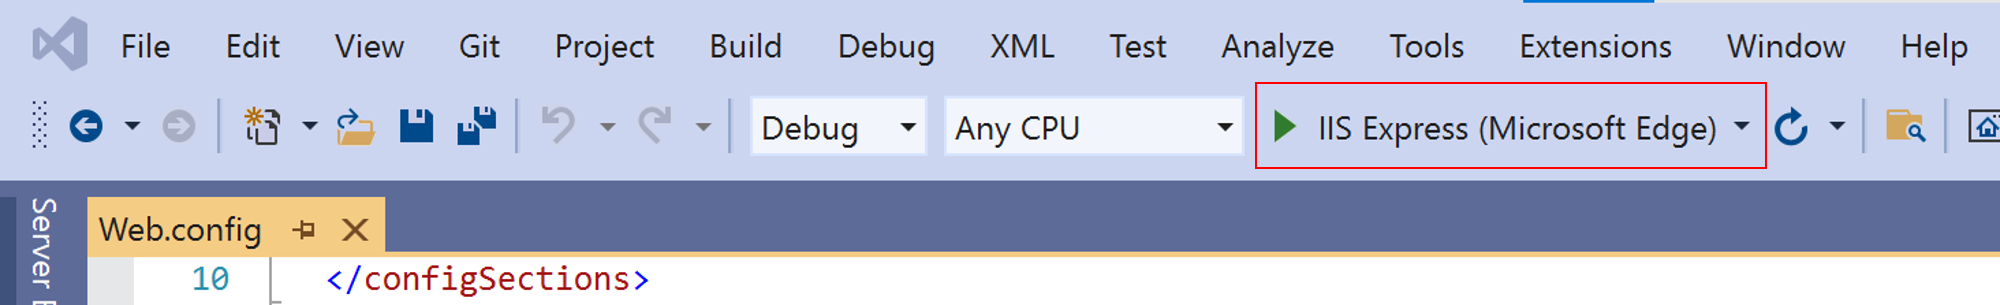 File Edit View Git Project Build Debug XML Test Analyze Tools Extensions Window Help
Debug Any CPU IIS Express (Microsoft Edge)
Server
Web.config
10 </configSections>